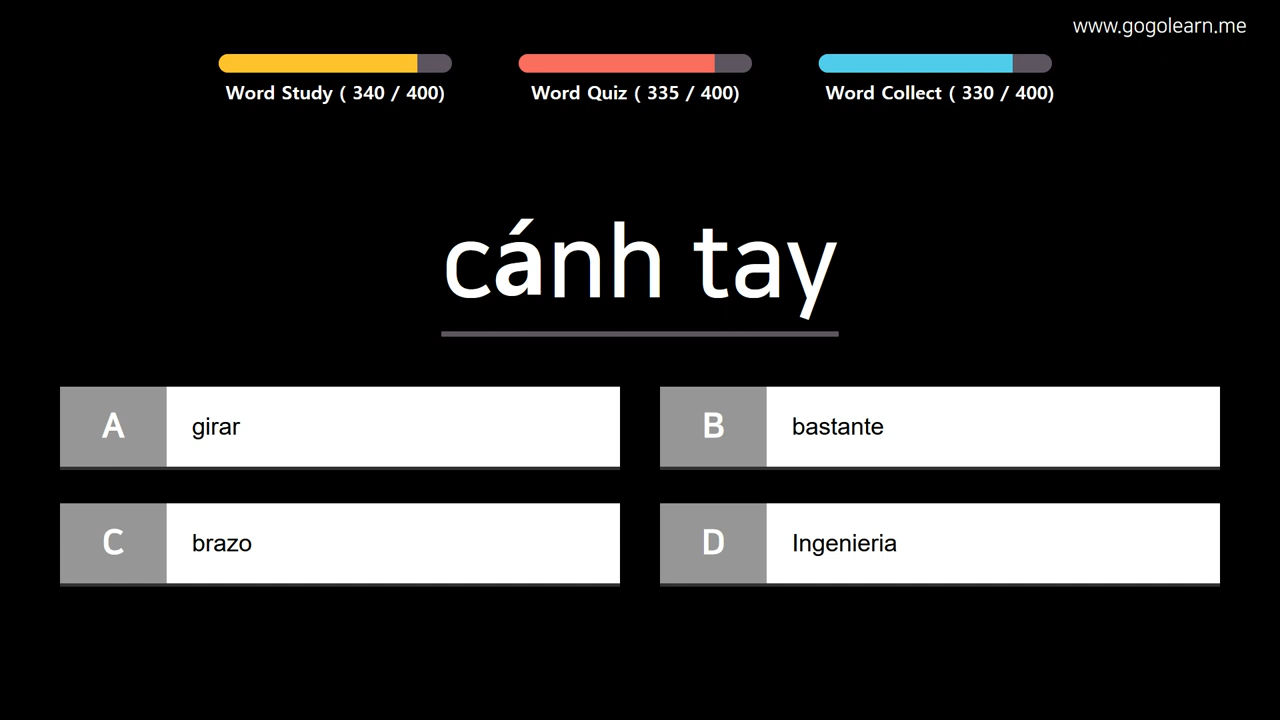 www.gogolearn.me
Word Study ( 340 / 400)
Word Quiz ( 335 / 400)
Word Collect ( 330 / 400)
cánh tay
A girar
B bastante
C brazo
D Ingenieria